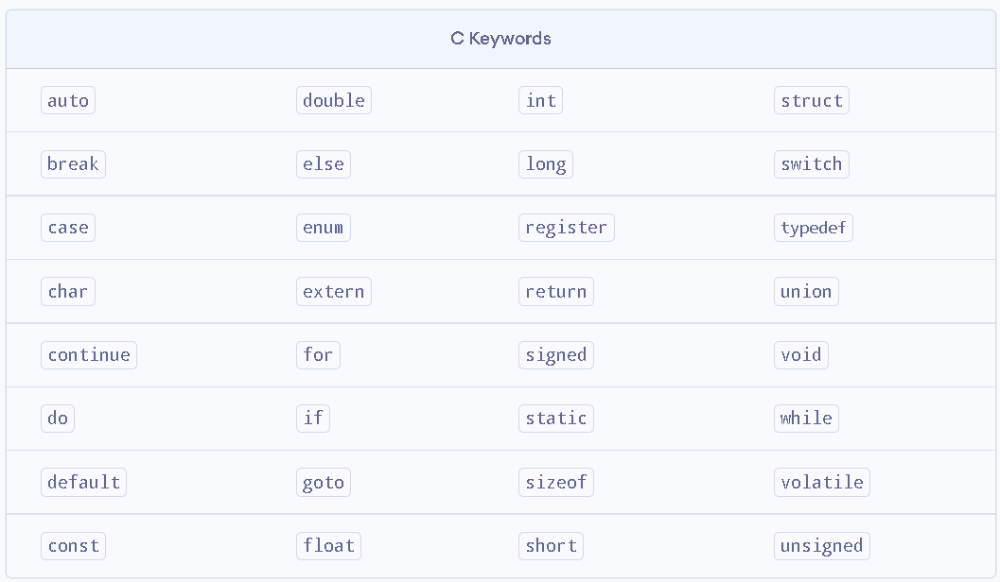 C Keywords
auto double int struct
break else long switch
case enum register typedef
char extern return union
continue for signed void
do if static while
default goto sizeof volatile
const float short unsigned